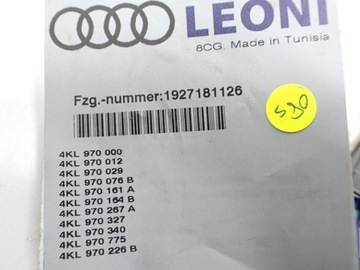 LEONI
8CG. Made in Tunisia
Fzg.-nummer:1927181126
4KL 970 000
4KL 970 012
4KL 970 029
4KL 970 076 B
4KL 970 161 A
4KL 970 164 B
4KL 970 267 A
4KL 970 327
4KL 970 340
4KL 970 775
4KL 970 226 B